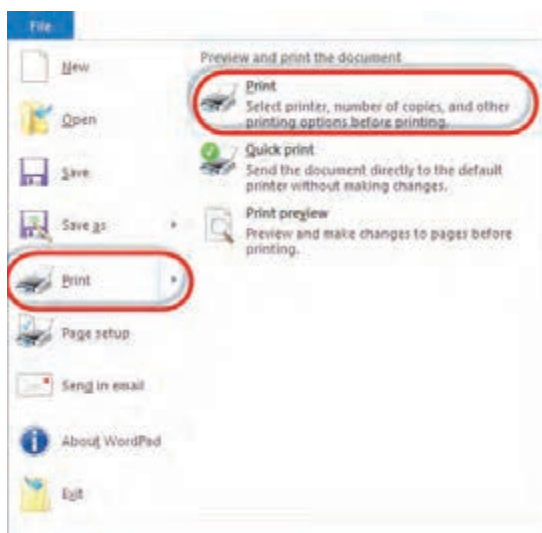 File
New
Open
Save
Save as
Print
Page setup
Send in email
About WordPad
Exit
Preview and print the document
Print
Select printer, number of copies, and other
printing options before printing.
Quick print
Send the document directly to the default
printer without making changes.
Print preview
Preview and make changes to pages before
printing.